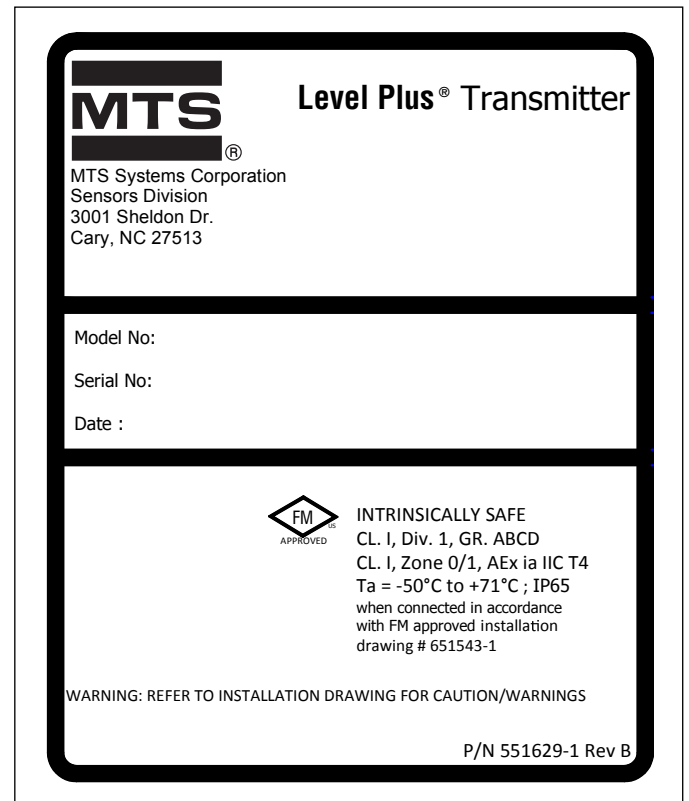 MTS
®
Level Plus® Transmitter
MTS Systems Corporation
Sensors Division
3001 Sheldon Dr.
Cary, NC 27513
Model No:
Serial No:
Date :
FM
us
APPROVED
INTRINSICALLY SAFE
CL. I, Div. 1, GR. ABCD
CL. I, Zone 0/1, AEx ia IIC T4
Ta = -50°C to +71°C ; IP65
when connected in accordance
with FM approved installation
drawing # 651543-1
WARNING: REFER TO INSTALLATION DRAWING FOR CAUTION/WARNINGS
P/N 551629-1 Rev B